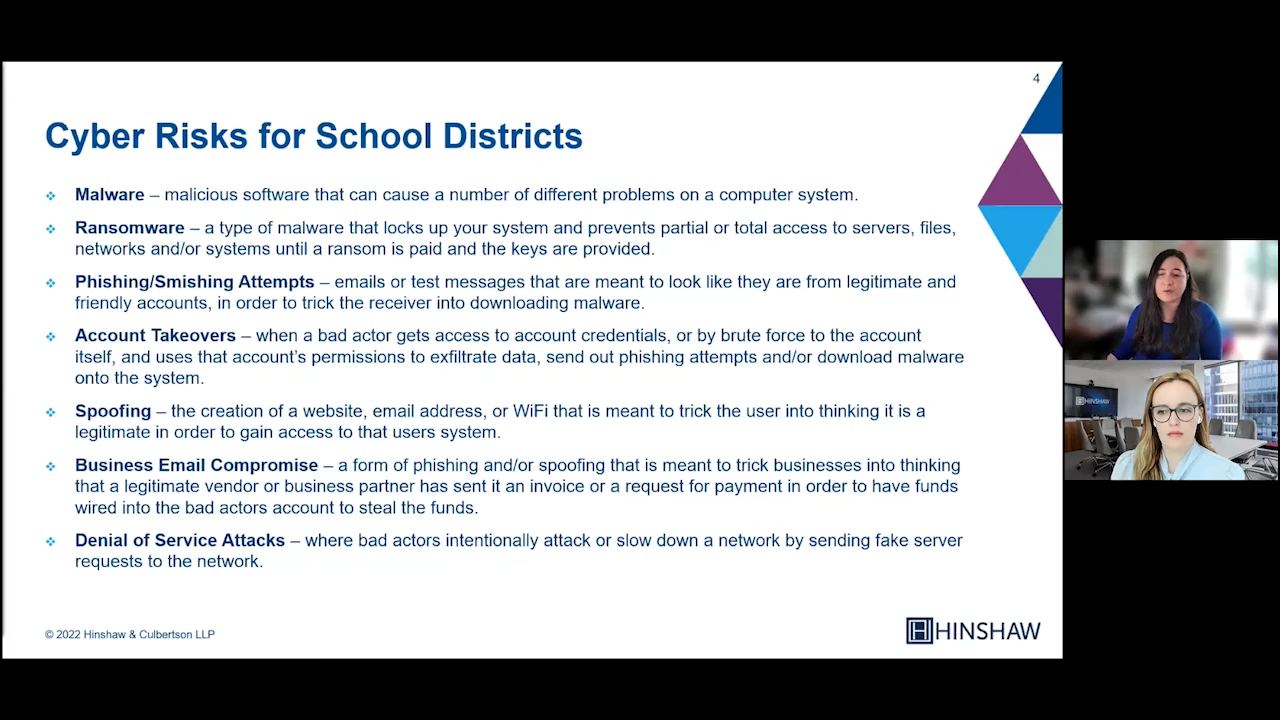 4
Cyber Risks for School Districts
❖ Malware – malicious software that can cause a number of different problems on a computer system.
❖ Ransomware – a type of malware that locks up your system and prevents partial or total access to servers, files,
networks and/or systems until a ransom is paid and the keys are provided.
❖ Phishing/Smishing Attempts – emails or test messages that are meant to look like they are from legitimate and
friendly accounts, in order to trick the receiver into downloading malware.
❖ Account Takeovers – when a bad actor gets access to account credentials, or by brute force to the account
itself, and uses that account’s permissions to exfiltrate data, send out phishing attempts and/or download malware
onto the system.
❖ Spoofing – the creation of a website, email address, or WiFi that is meant to trick the user into thinking it is a
legitimate in order to gain access to that users system.
❖ Business Email Compromise – a form of phishing and/or spoofing that is meant to trick businesses into thinking
that a legitimate vendor or business partner has sent it an invoice or a request for payment in order to have funds
wired into the bad actors account to steal the funds.
❖ Denial of Service Attacks – where bad actors intentionally attack or slow down a network by sending fake server
requests to the network.
© 2022 Hinshaw & Culbertson LLP
H HINSHAW
HINSHAW